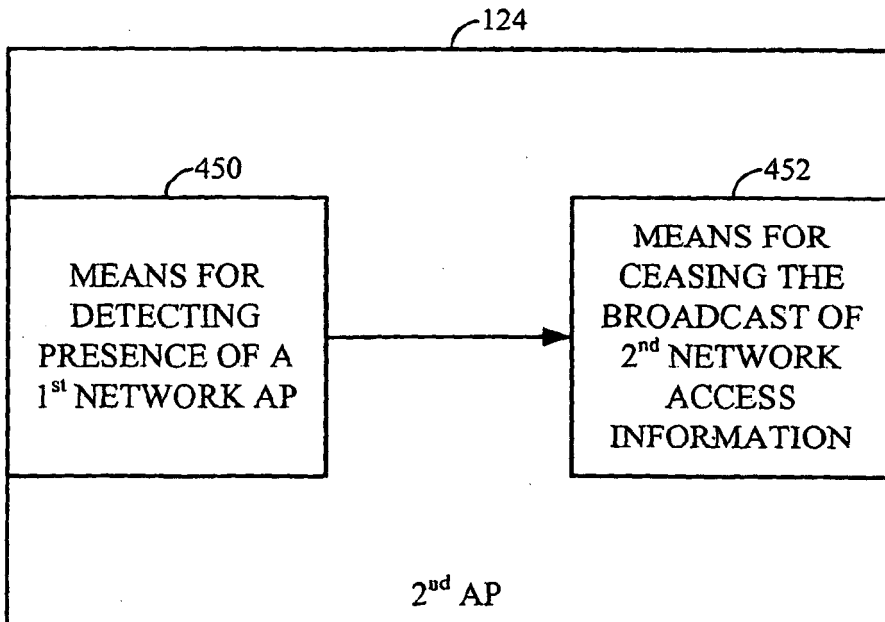 124
450
452
MEANS FOR
DETECTING
PRESENCE OF A
1st NETWORK AP
MEANS FOR
CEASING THE
BROADCAST OF
2nd NETWORK
ACCESS
INFORMATION
2nd AP